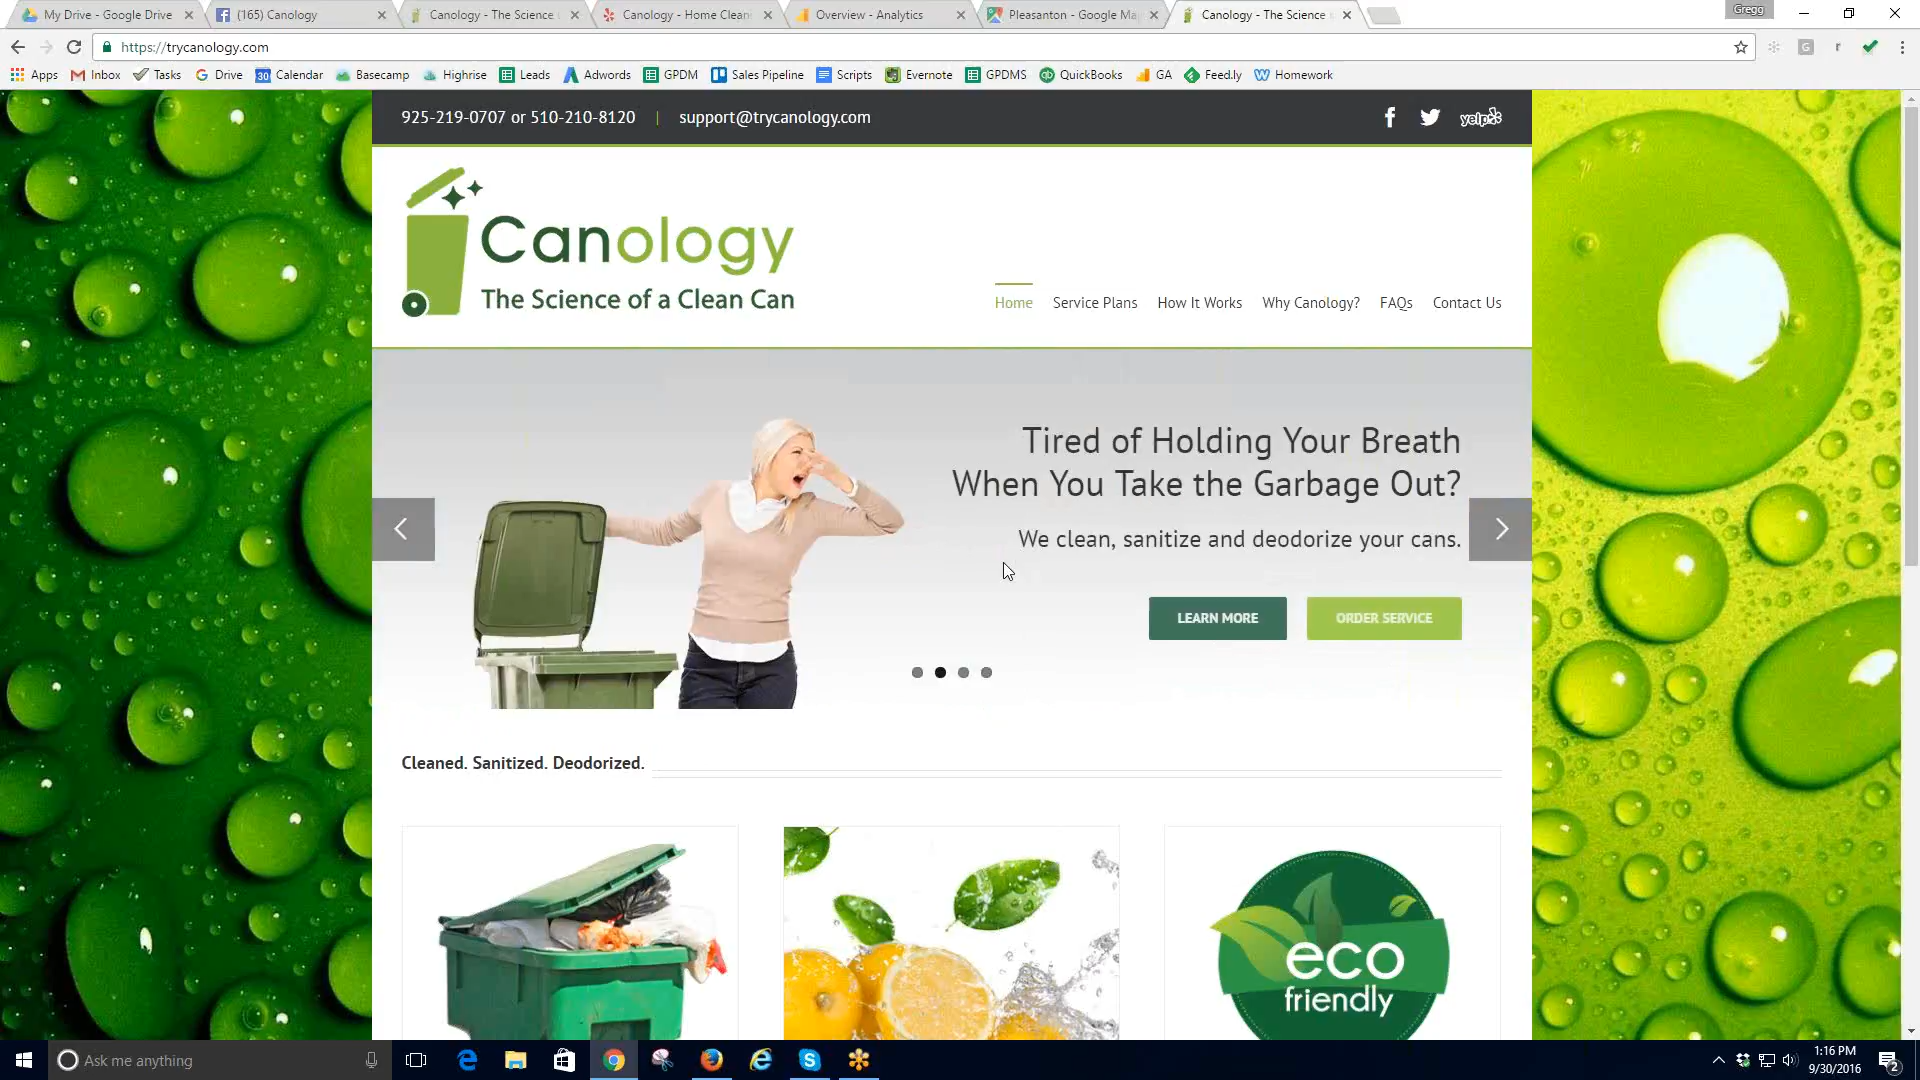 My Drive - Google Drive
(165) Canology
Canology - The Science
Canology - Home Clean
Overview - Analytics
Pleasanton - Google Ma
Canology - The Science
Gregg
https://trycanology.com
Apps
Inbox
Tasks
Drive
30
Calendar
Basecamp
Highrise
Leads
Adwords
GPDM
Sales Pipeline
Scripts
Evernote
GPDMS
QuickBooks
GA
Feed.ly
Homework
925-219-0707 or 510-210-8120 | support@trycanology.com
yelp
Canology
The Science of a Clean Can
Home
Service Plans
How It Works
Why Canology?
FAQs
Contact Us
Tired of Holding Your Breath
When You Take the Garbage Out?
We clean, sanitize and deodorize your cans.
LEARN MORE
ORDER SERVICE
Cleaned. Sanitized. Deodorized.
eco
friendly
Ask me anything
1:16 PM
9/30/2016
2